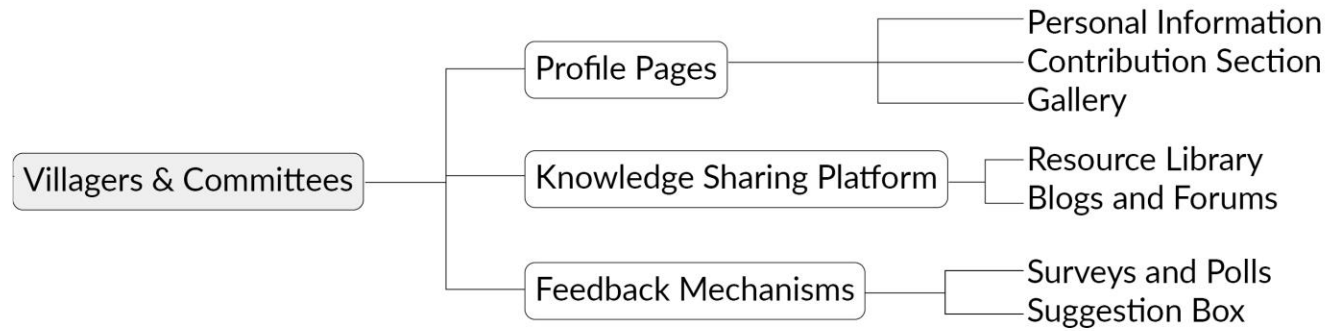 Villagers & Committees
Profile Pages
Personal Information
Contribution Section
Gallery
Knowledge Sharing Platform
Resource Library
Blogs and Forums
Feedback Mechanisms
Surveys and Polls
Suggestion Box